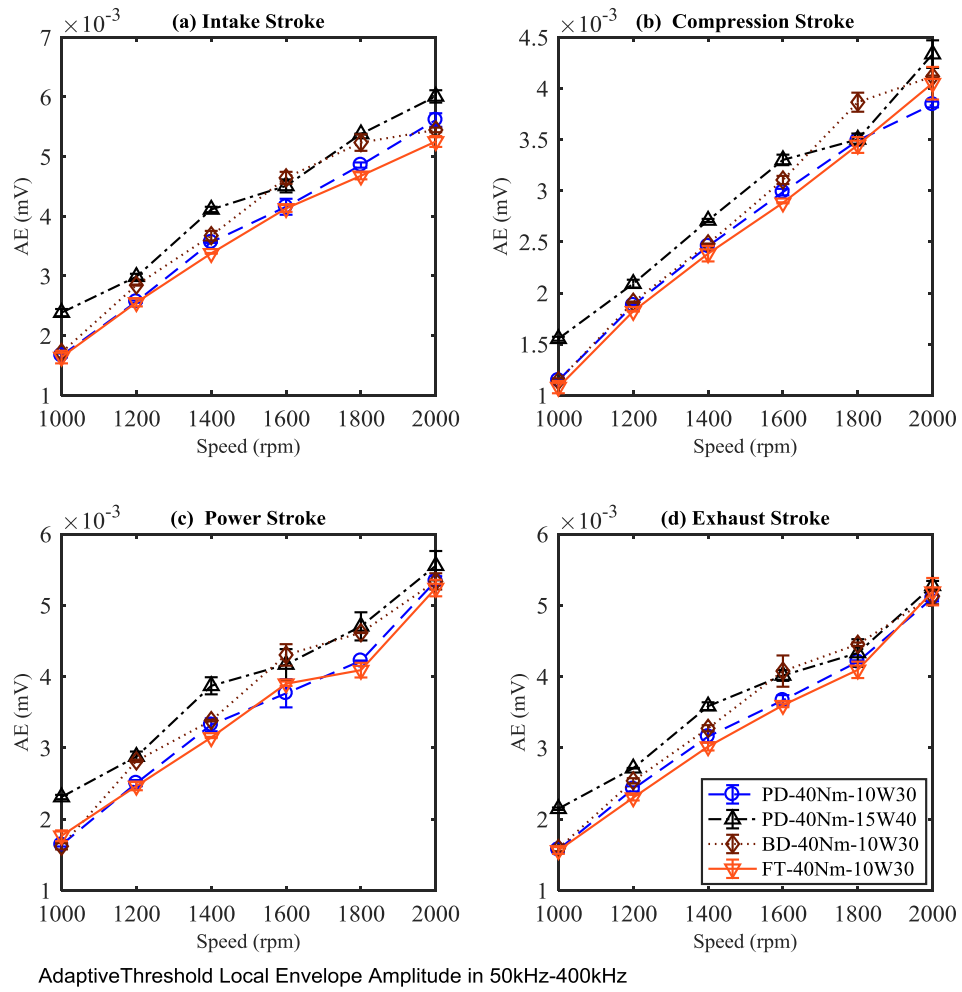 ×10⁻³
(a) Intake Stroke
7
6
5
4
3
2
1
AE (mV)
1000 1200 1400 1600 1800 2000
Speed (rpm)
×10⁻³
(b) Compression Stroke
4.5
4
3.5
3
2.5
2
1.5
1
AE (mV)
1000 1200 1400 1600 1800 2000
Speed (rpm)
×10⁻³
(c) Power Stroke
6
5
4
3
2
1
AE (mV)
1000 1200 1400 1600 1800 2000
Speed (rpm)
×10⁻³
(d) Exhaust Stroke
6
5
4
3
2
1
AE (mV)
PD-40Nm-10W30
PD-40Nm-15W40
BD-40Nm-10W30
FT-40Nm-10W30
1000 1200 1400 1600 1800 2000
Speed (rpm)
AdaptiveThreshold Local Envelope Amplitude in 50kHz-400kHz